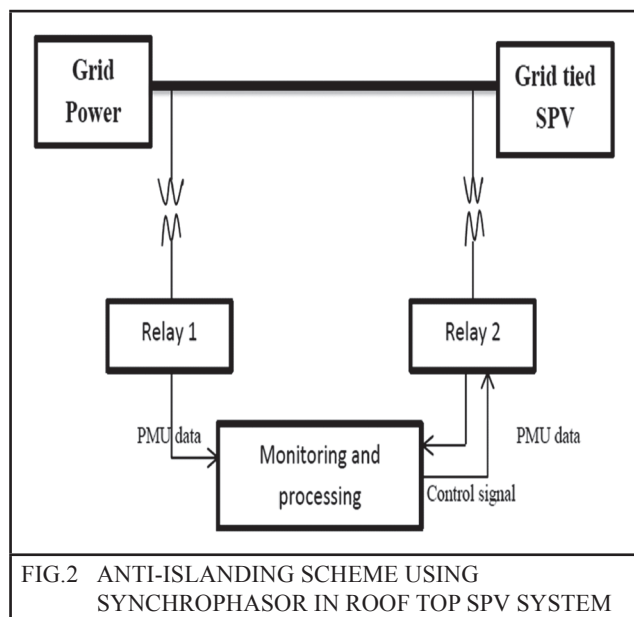 Grid
Power
Grid tied
SPV
Relay 1
Relay 2
PMU data
PMU data
Monitoring and
processing
Control signal
FIG.2 ANTI-ISLANDING SCHEME USING
SYNCHROPHASOR IN ROOF TOP SPV SYSTEM